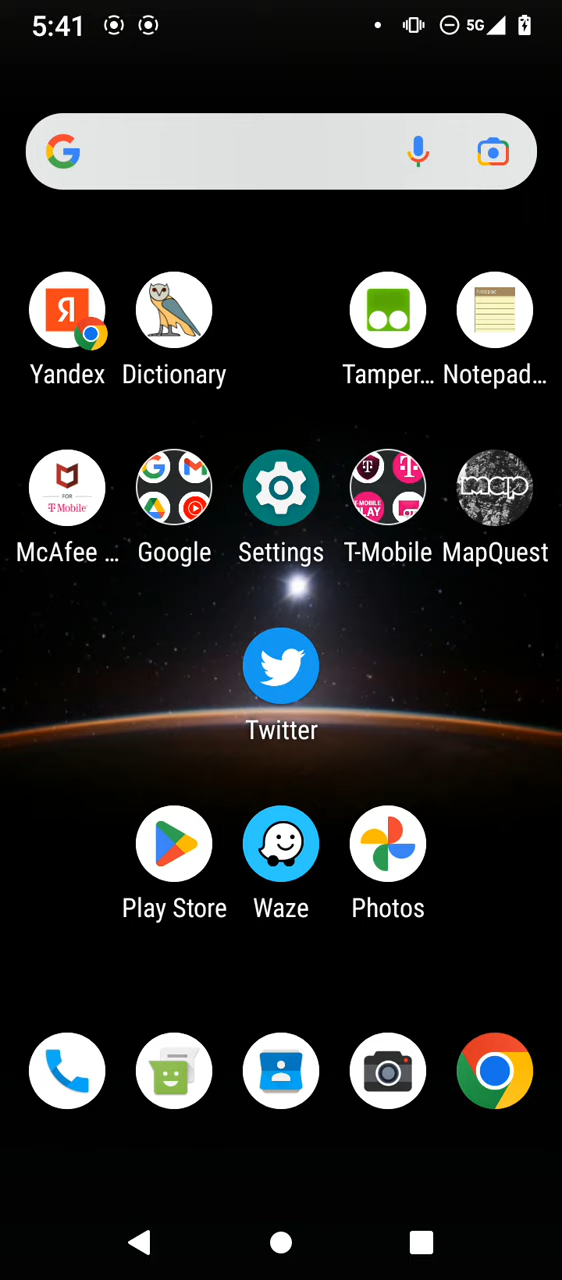 5:41 5G
Yandex Dictionary Tamper... Notepad...
McAfee ... Google Settings T-Mobile MapQuest
Twitter
Play Store Waze Photos